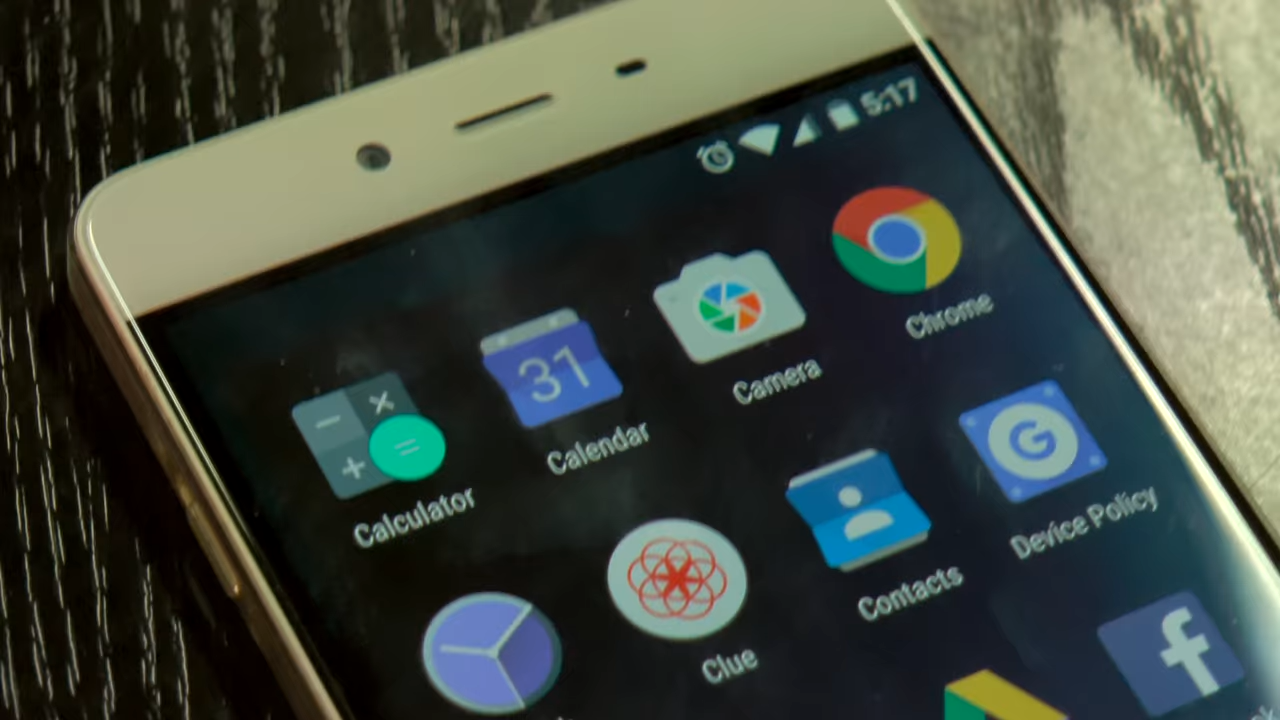 5:17
Calculator
31
Calendar
Camera
Chrome
Clue
Contacts
G
Device Policy
f